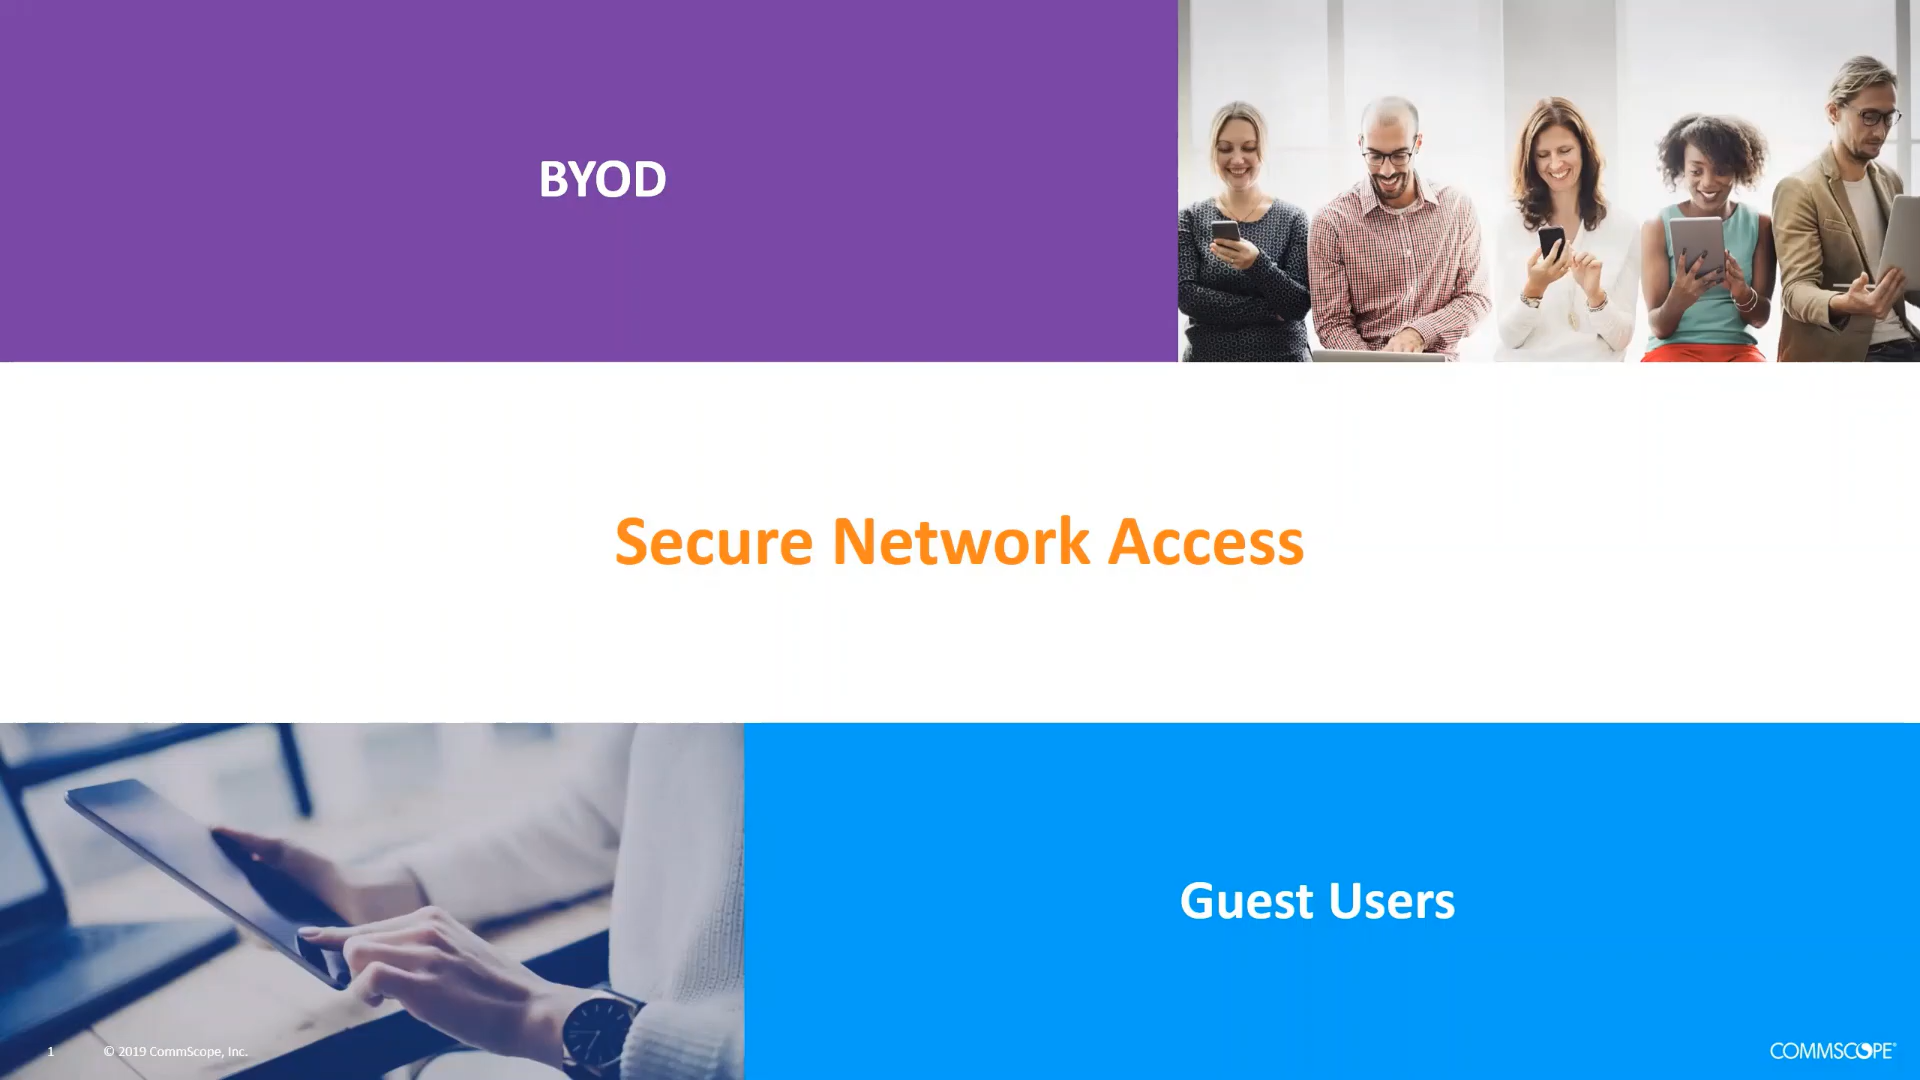 BYOD
Secure Network Access
Guest Users
1 © 2019 CommScope, Inc.
COMMSCOPE®